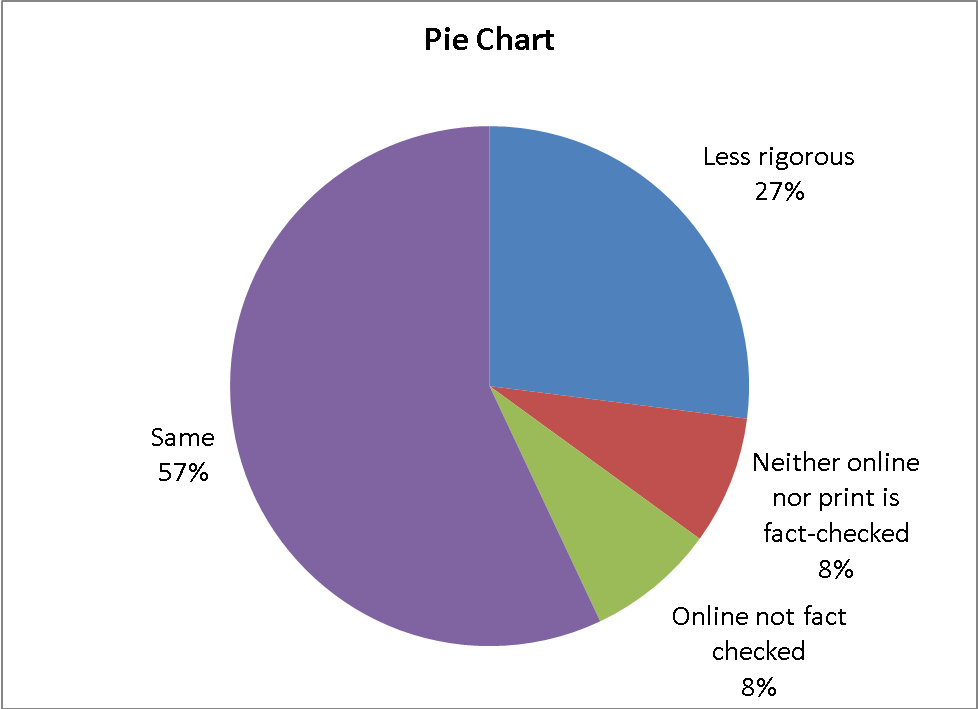 Pie Chart
Less rigorous
27%
Same
57%
Neither online
nor print is
fact-checked
8%
Online not fact
checked
8%